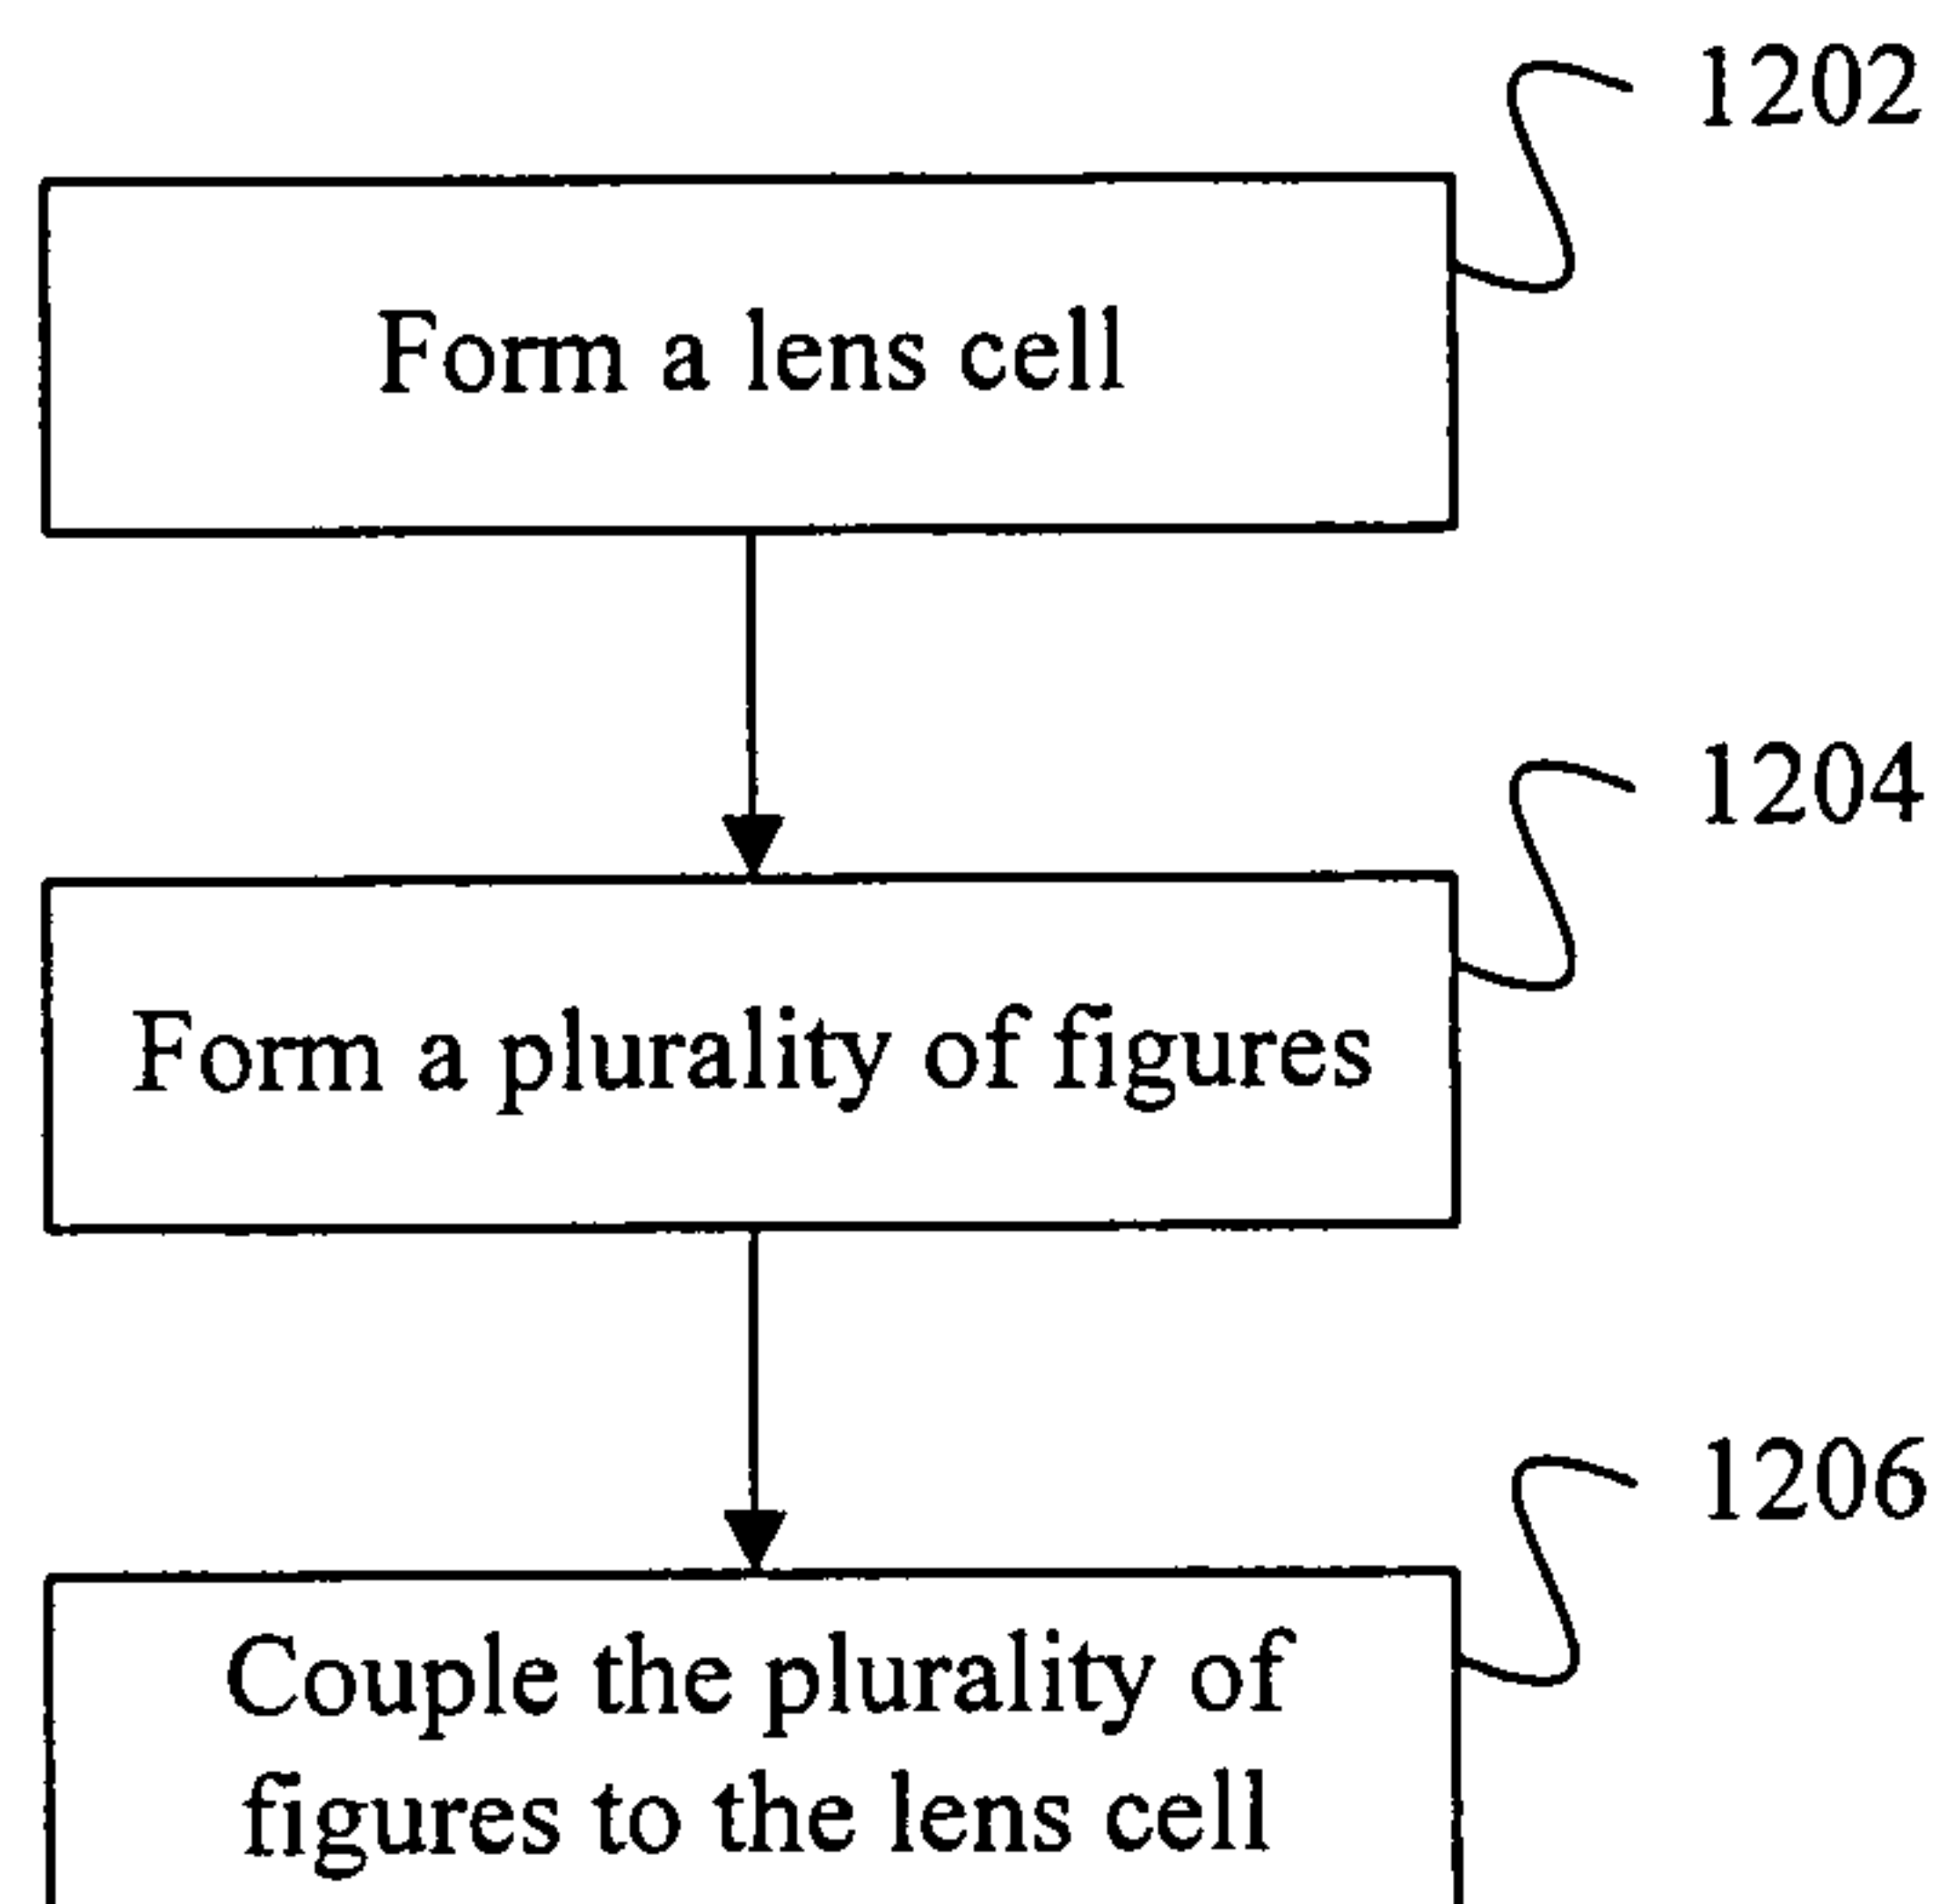 1202
Form a lens cell
1204
Form a plurality of figures
1206
Couple the plurality of
figures to the lens cell